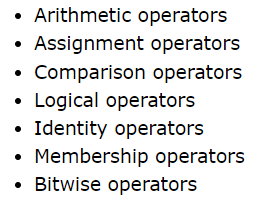 • Arithmetic operators
• Assignment operators
• Comparison operators
• Logical operators
• Identity operators
• Membership operators
• Bitwise operators